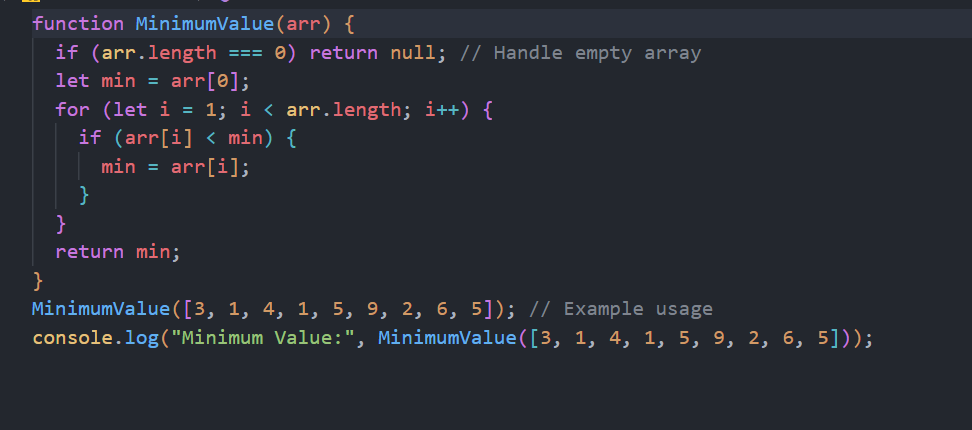 function MinimumValue(arr) {
  if (arr.length === 0) return null; // Handle empty array
  let min = arr[0];
  for (let i = 1; i < arr.length; i++) {
    if (arr[i] < min) {
      min = arr[i];
    }
  }
  return min;
}
MinimumValue([3, 1, 4, 1, 5, 9, 2, 6, 5]); // Example usage
console.log("Minimum Value:", MinimumValue([3, 1, 4, 1, 5, 9, 2, 6, 5]));